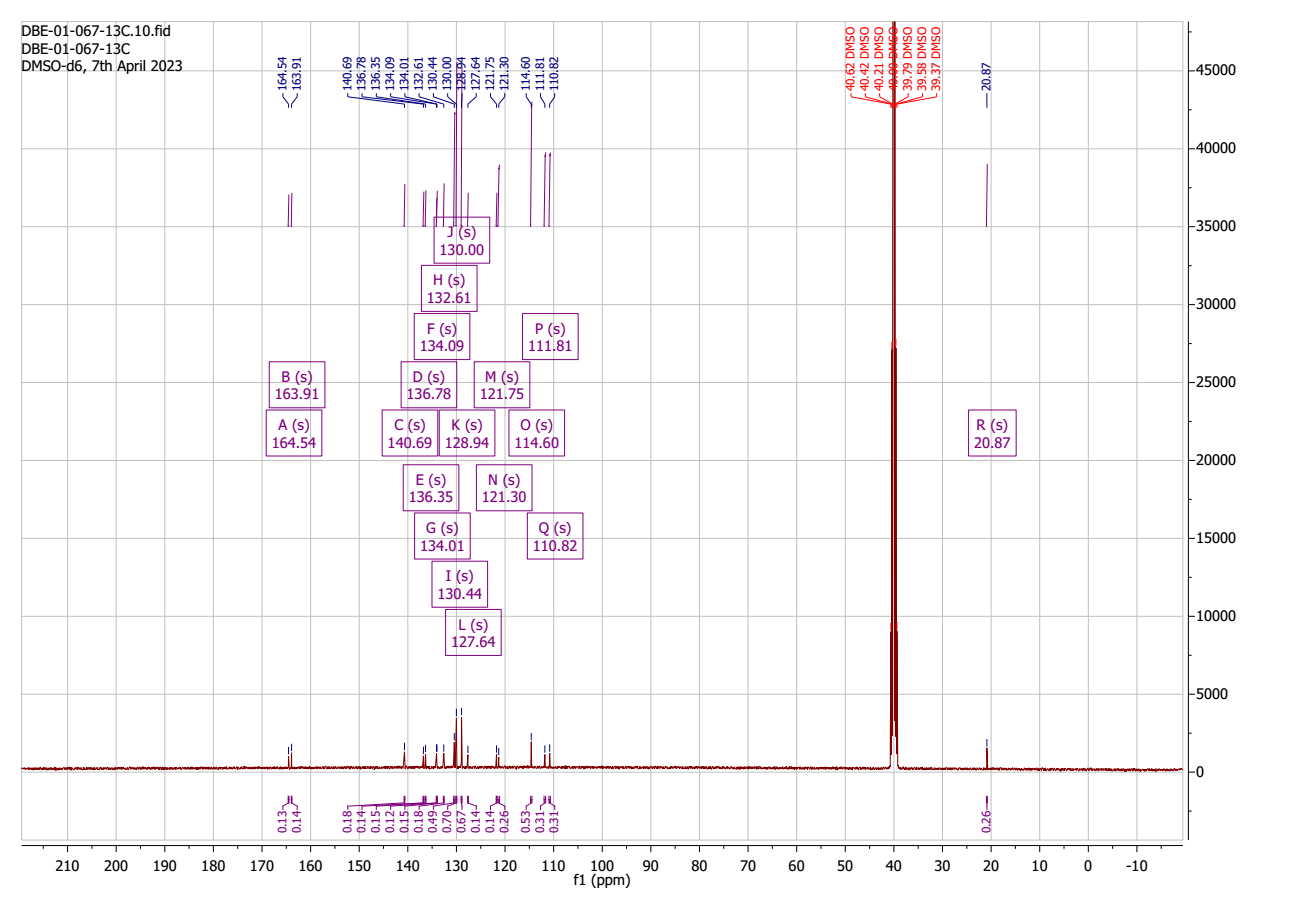 DBE-01-067-13C.10.fid
DBE-01-067-13C
DMSO-d6, 7th April 2023
164.54
163.91
140.69
136.78
136.35
134.09
134.01
132.61
130.44
130.00
128.94
127.64
121.75
121.30
114.60
111.81
110.82
40.62 DMSO
40.42 DMSO
40.21 DMSO
40.00 DMSO
39.79 DMSO
39.58 DMSO
39.37 DMSO
20.87
J (s)
130.00
H (s)
132.61
F (s)
134.09
P (s)
111.81
B (s)
163.91
D (s)
136.78
M (s)
121.75
A (s)
164.54
C (s)
140.69
K (s)
128.94
O (s)
114.60
R (s)
20.87
E (s)
136.35
N (s)
121.30
G (s)
134.01
Q (s)
110.82
I (s)
130.44
L (s)
127.64
45000
40000
35000
30000
25000
20000
15000
10000
5000
0
0.13
0.14
0.18
0.14
0.15
0.12
0.15
0.18
0.49
0.70
0.67
0.14
0.14
0.26
0.53
0.31
0.31
0.26
210 200 190 180 170 160 150 140 130 120 110 100 90 80 70 60 50 40 30 20 10 0 -10
f1 (ppm)